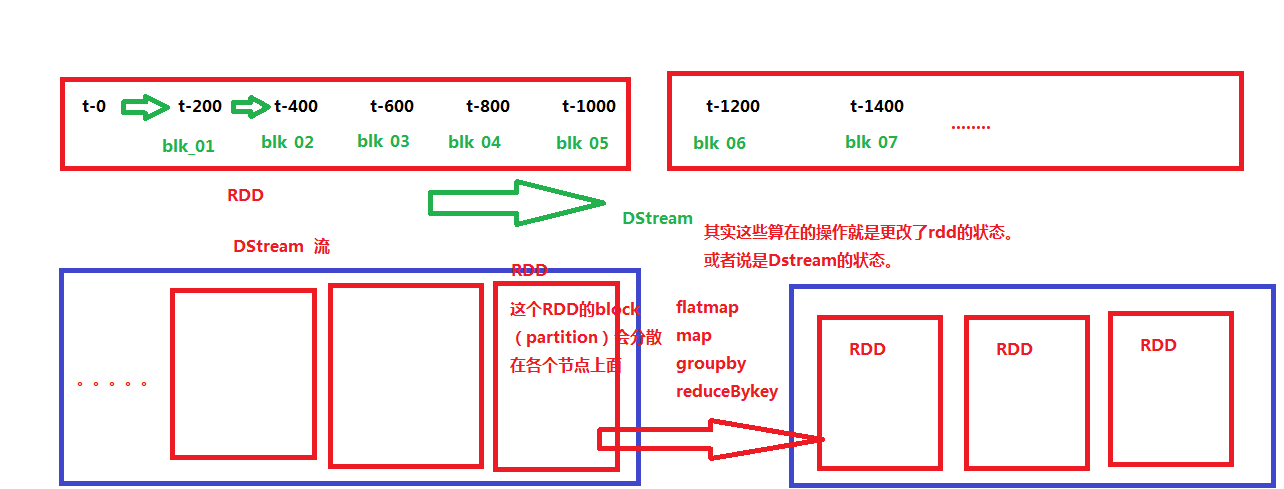 t-0 t-200 t-400 t-600 t-800 t-1000 t-1200 t-1400 ........
blk_01 blk 02 blk 03 blk 04 blk 05 blk 06 blk 07
RDD
DStream
其实这些算在的操作就是更改了rdd的状态。
或者说是Dstream的状态。
DStream 流
RDD
这个RDD的block
（partition）会分散
在各个节点上面
。。。。。
flatmap
map
groupby
reduceBykey
RDD RDD RDD